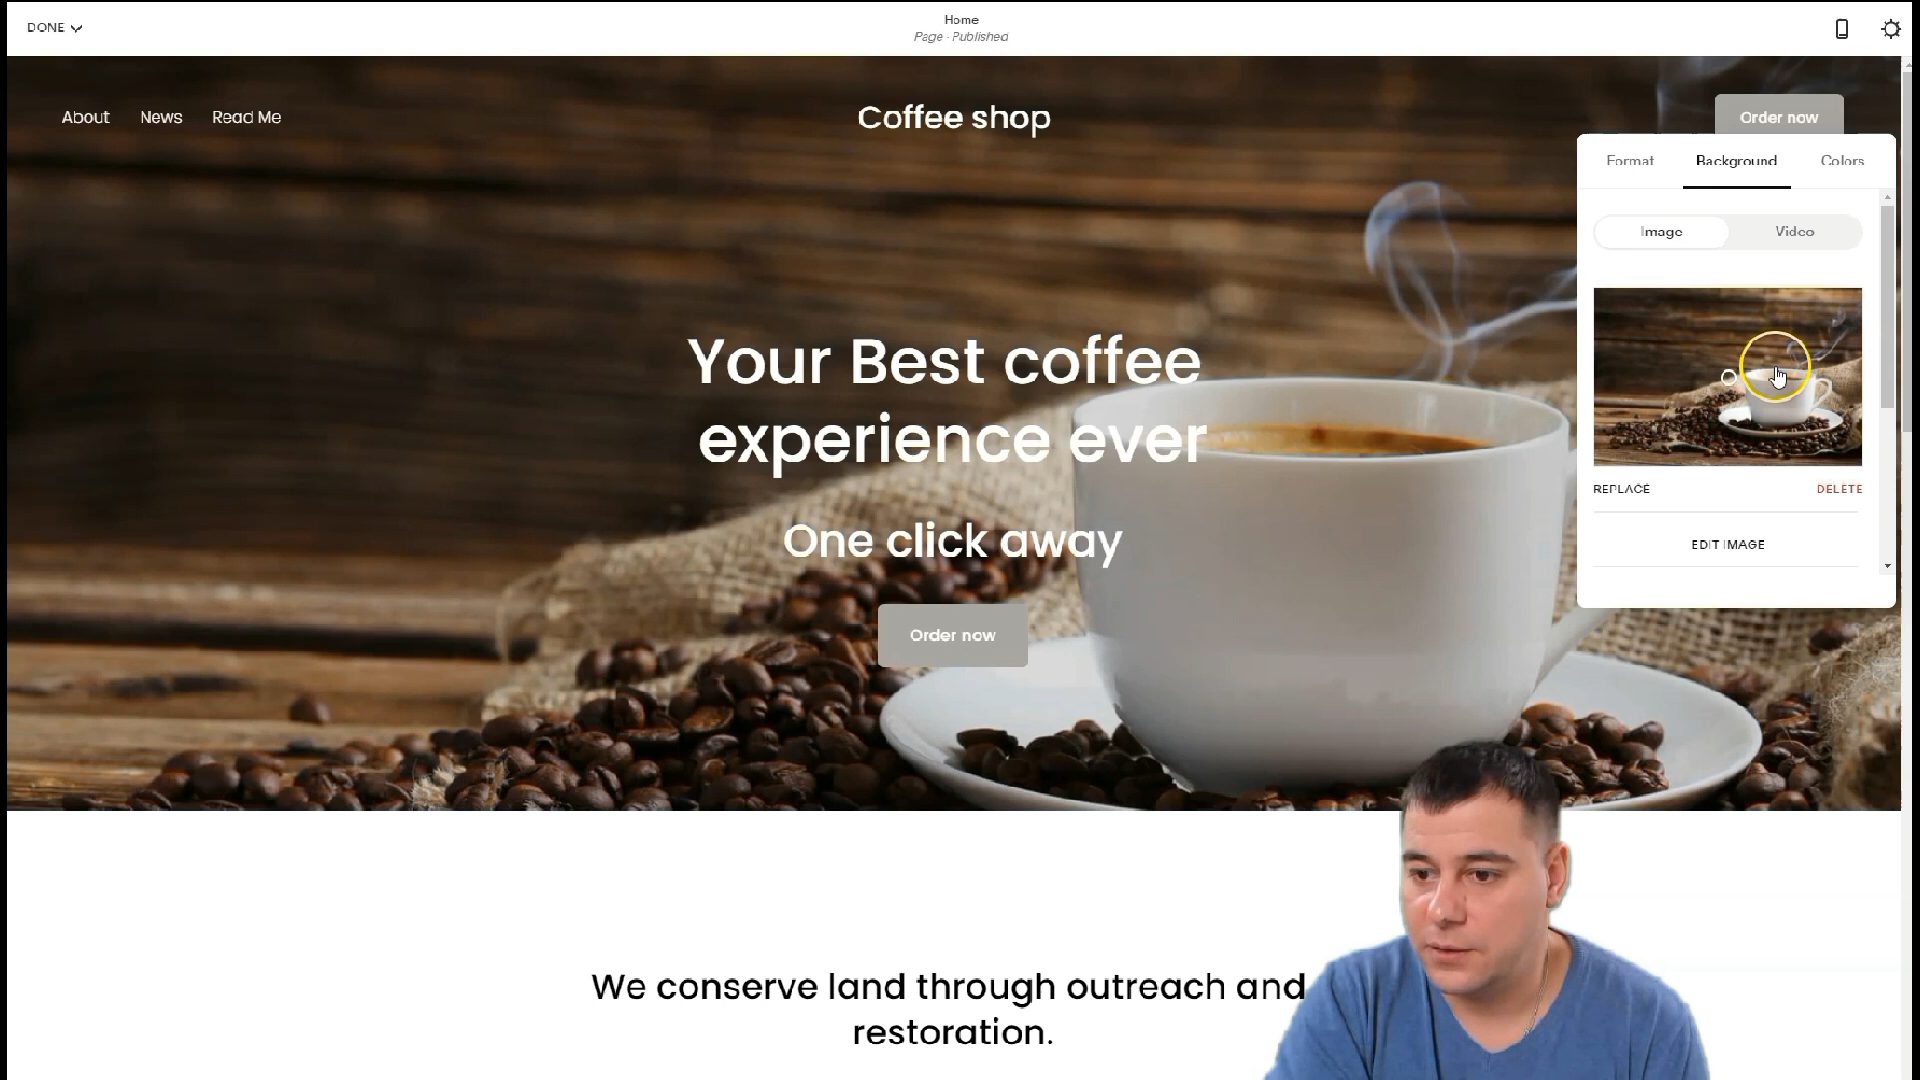 DONE
Home
Page · Published
About News Read Me
Coffee shop
Order now
Format Background Colors
Image Video
REPLACE DELETE
EDIT IMAGE
Your Best coffee
experience ever
One click away
Order now
We conserve land through outreach and
restoration.